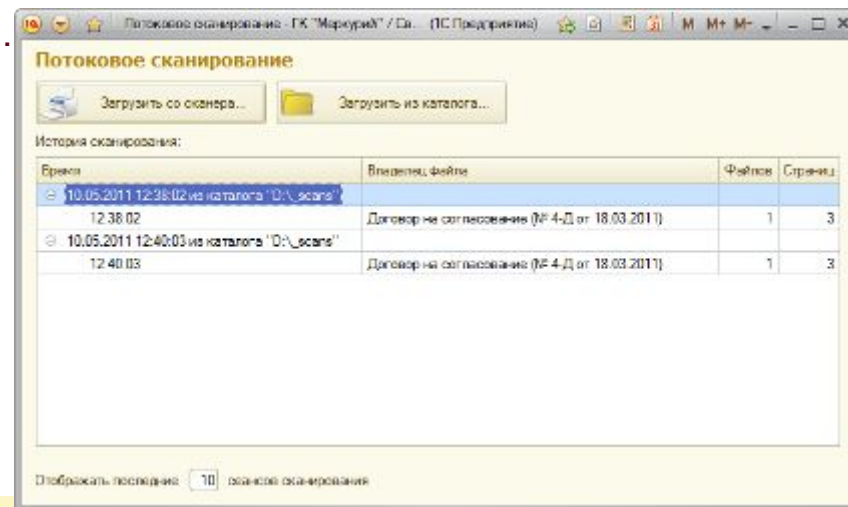 Потоковое сканирование - ГК "Меркурий" / Св... (1С:Предприятие) M M+ M-
Потоковое сканирование
Загрузить со сканера... Загрузить из каталога...
История сканирования:
Время Владелец файла Файлов Страниц
10.05.2011 12:38:02 из каталога "D:\_scans"
12:38:02 Договор на согласование (№ 4-Д от 18.03.2011) 1 3
10.05.2011 12:40:03 из каталога "D:\_scans"
12:40:03 Договор на согласование (№ 4-Д от 18.03.2011) 1 3
Отображать последние 10 сеансов сканирования